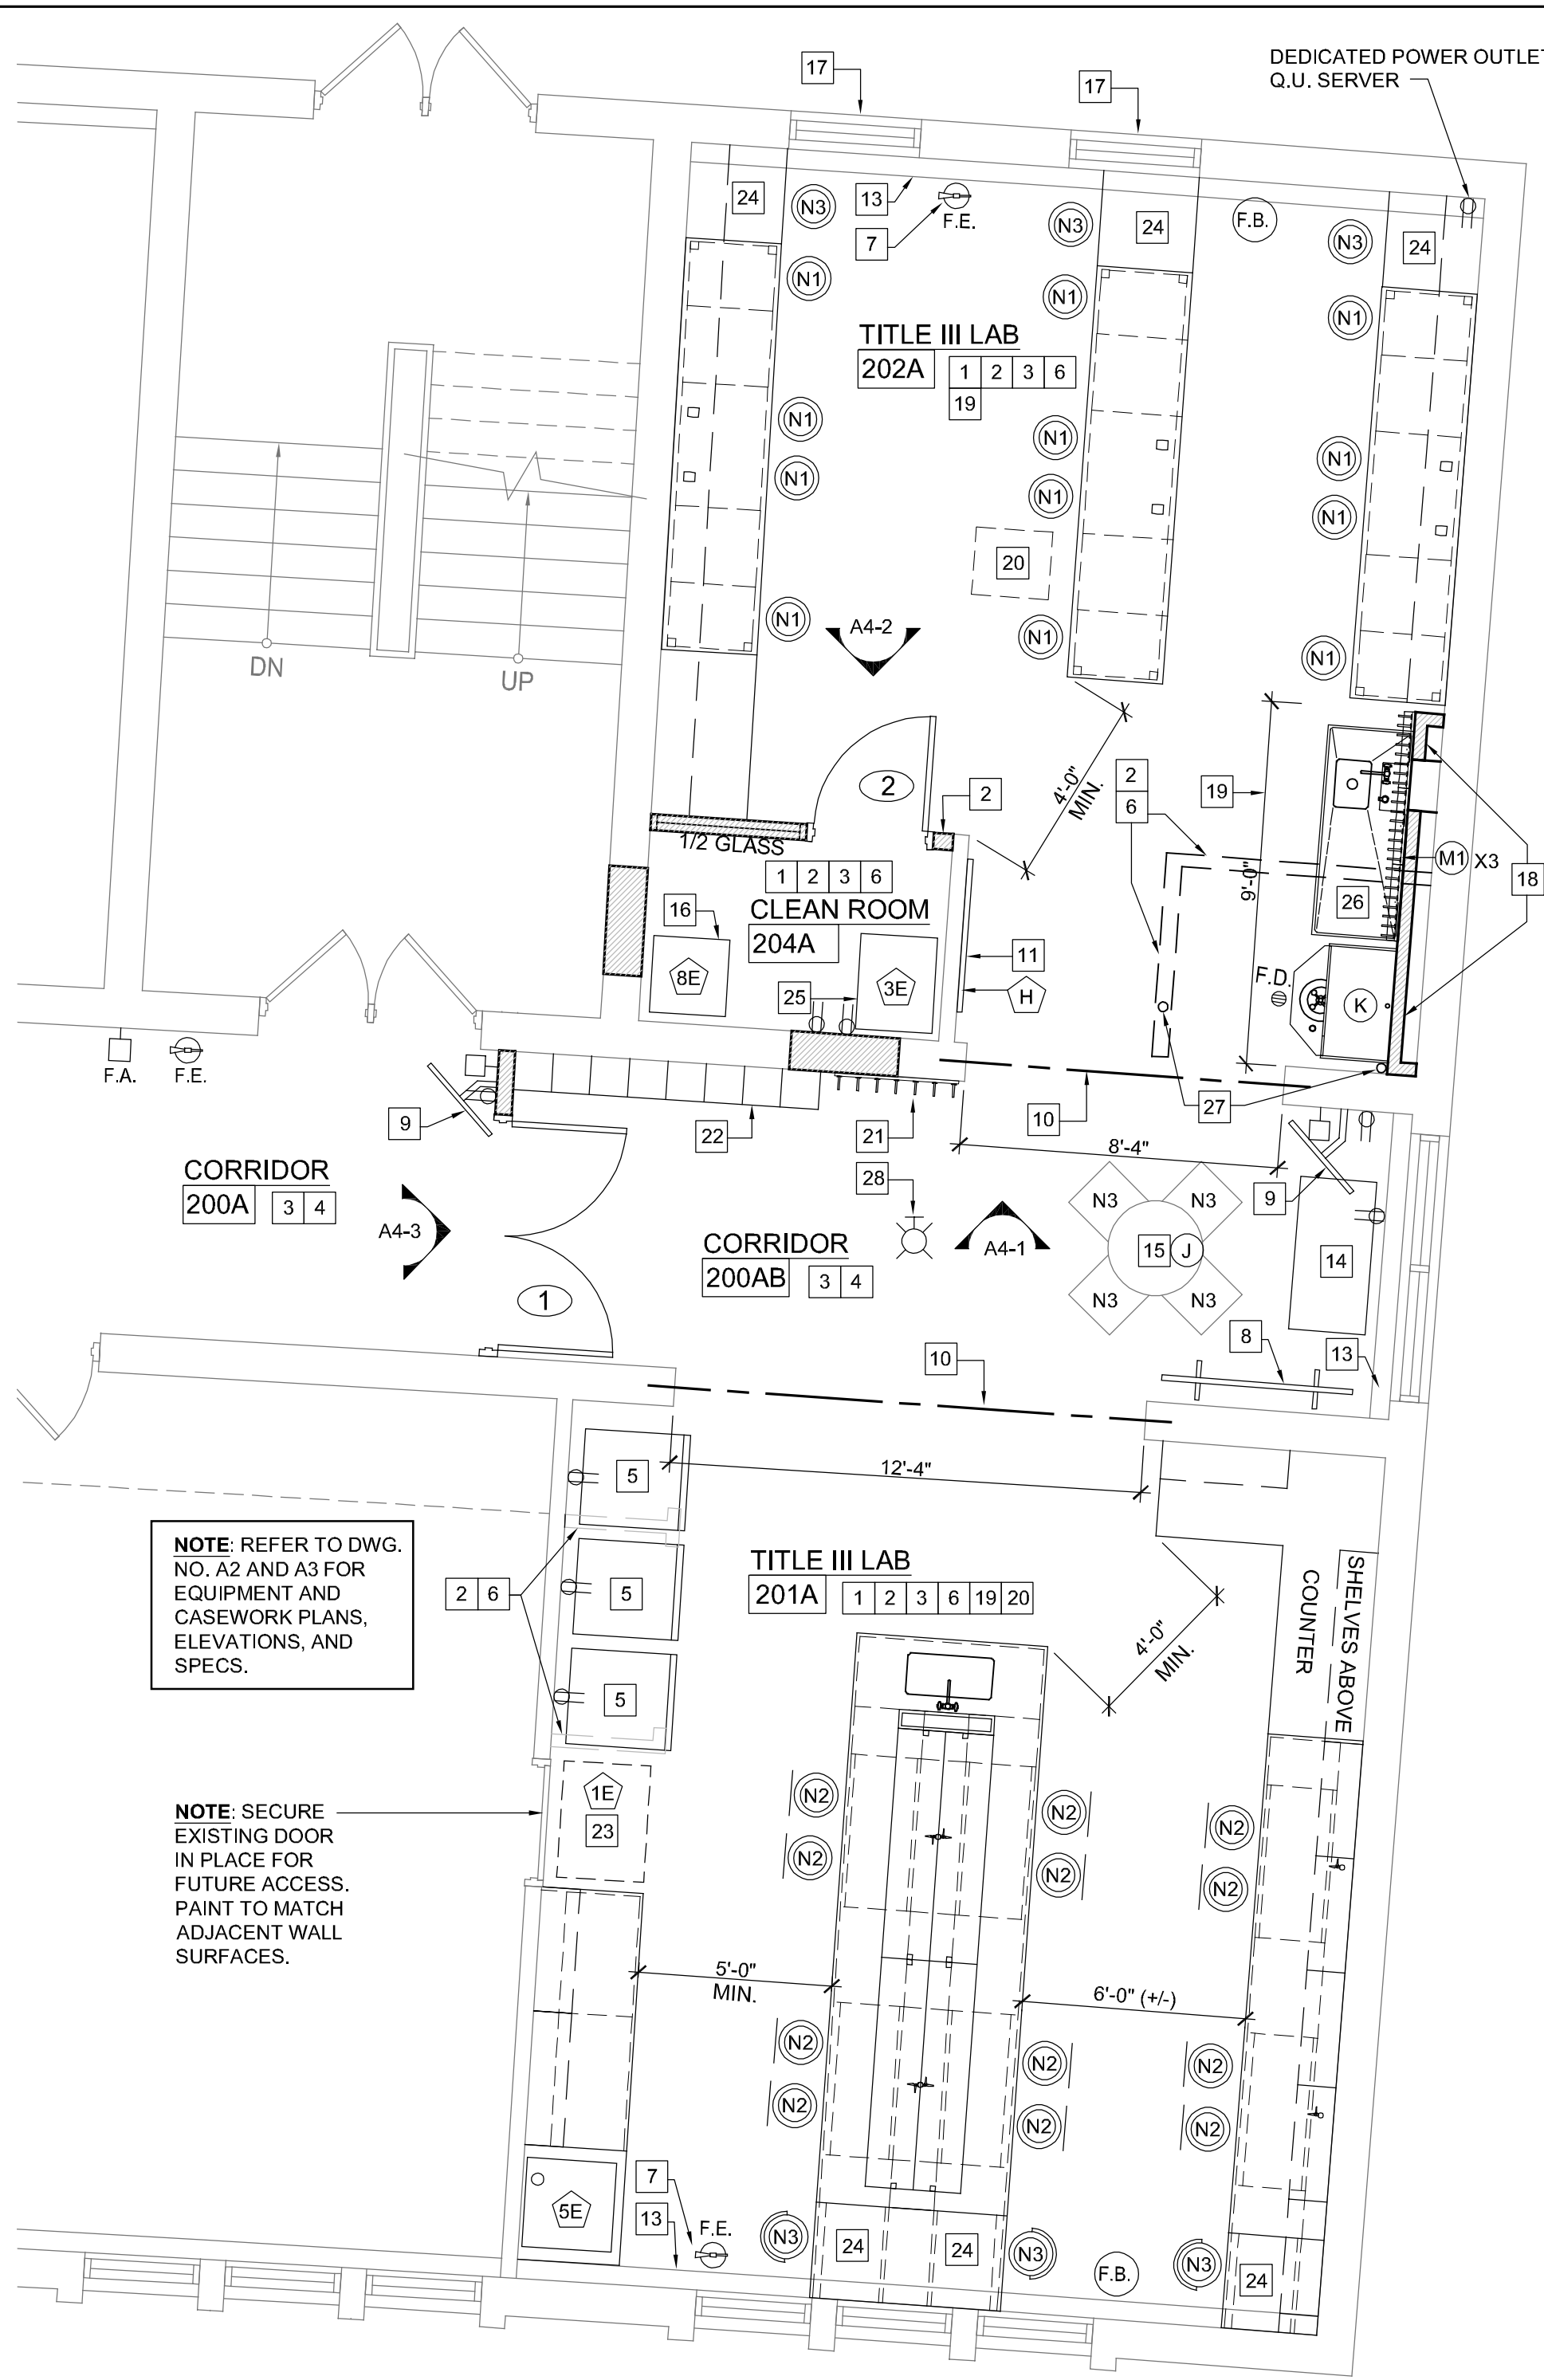 DEDICATED POWER OUTLET
Q.U. SERVER
17
17
24
N3
13
F.E.
7
N3
24
F.B.
N3
24
N1
N1
N1
TITLE III LAB
202A
1 2 3 6
19
N1
N1
N1
N1
N1
N1
20
N1
N1
N1
A4-2
DN
UP
2
2
4'-0"
MIN.
2
6
19
9'-0"
1/2 GLASS
1 2 3 6
CLEAN ROOM
204A
16
8E
25
3E
11
H
M1 X3
18
26
F.D.
K
F.A.
F.E.
9
22
21
10
27
8'-4"
CORRIDOR
200A
3 4
A4-3
28
A4-1
CORRIDOR
200AB
3 4
N3
N3
15
J
N3
N3
9
14
1
8
13
10
12'-4"
5
NOTE: REFER TO DWG.
NO. A2 AND A3 FOR
EQUIPMENT AND
CASEWORK PLANS,
ELEVATIONS, AND
SPECS.
2 6
5
5
TITLE III LAB
201A
1 2 3 6 19 20
4'-0"
MIN.
COUNTER
SHELVES ABOVE
1E
23
NOTE: SECURE
EXISTING DOOR
IN PLACE FOR
FUTURE ACCESS.
PAINT TO MATCH
ADJACENT WALL
SURFACES.
N2
N2
N2
N2
N2
N2
5'-0"
MIN.
6'-0" (+/-)
N2
N2
N2
N2
N2
N2
7
5E
13
F.E.
N3
24
24
N3
F.B.
N3
24